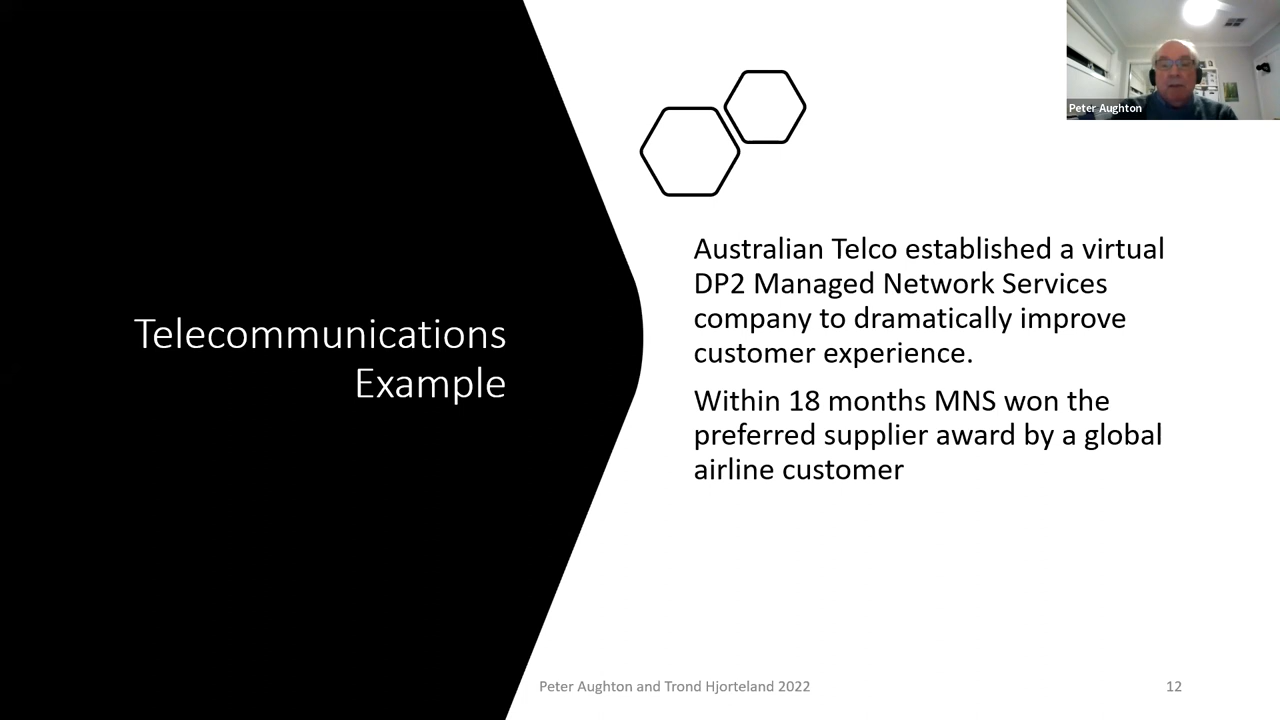 Peter Aughton
Telecommunications
Example
Australian Telco established a virtual
DP2 Managed Network Services
company to dramatically improve
customer experience.
Within 18 months MNS won the
preferred supplier award by a global
airline customer
Peter Aughton and Trond Hjorteland 2022
12